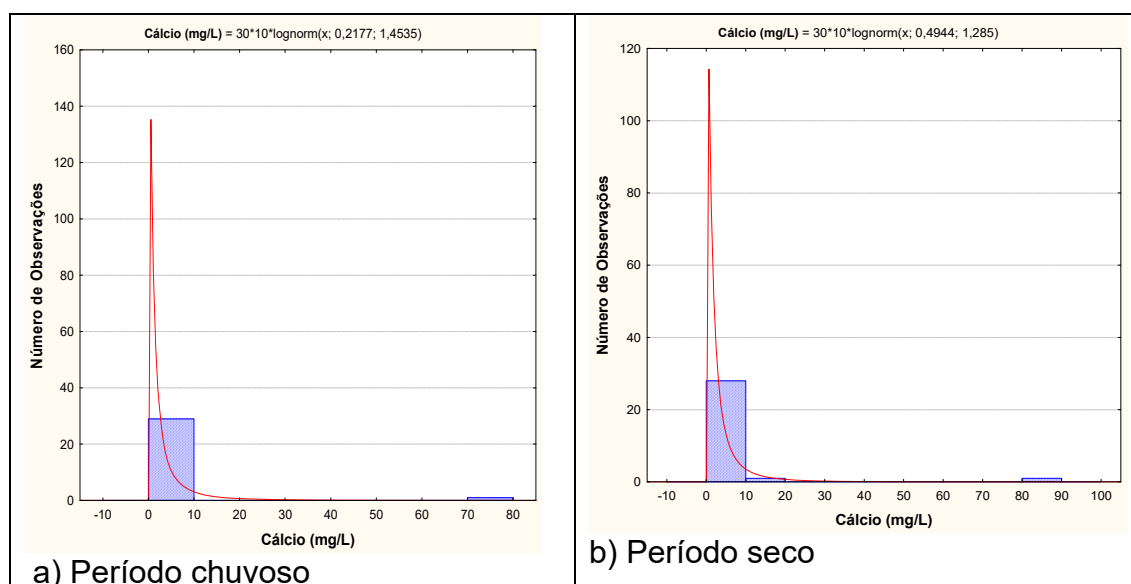 Cálcio (mg/L) = 30*10*lognorm(x; 0,2177; 1,4535)
160
140
120
100
80
60
40
20
0
Número de Observações
-10 0 10 20 30 40 50 60 70 80
Cálcio (mg/L)
a) Período chuvoso
Cálcio (mg/L) = 30*10*lognorm(x; 0,4944; 1,285)
120
100
80
60
40
20
0
Número de Observações
-10 0 10 20 30 40 50 60 70 80 90 100
Cálcio (mg/L)
b) Período seco